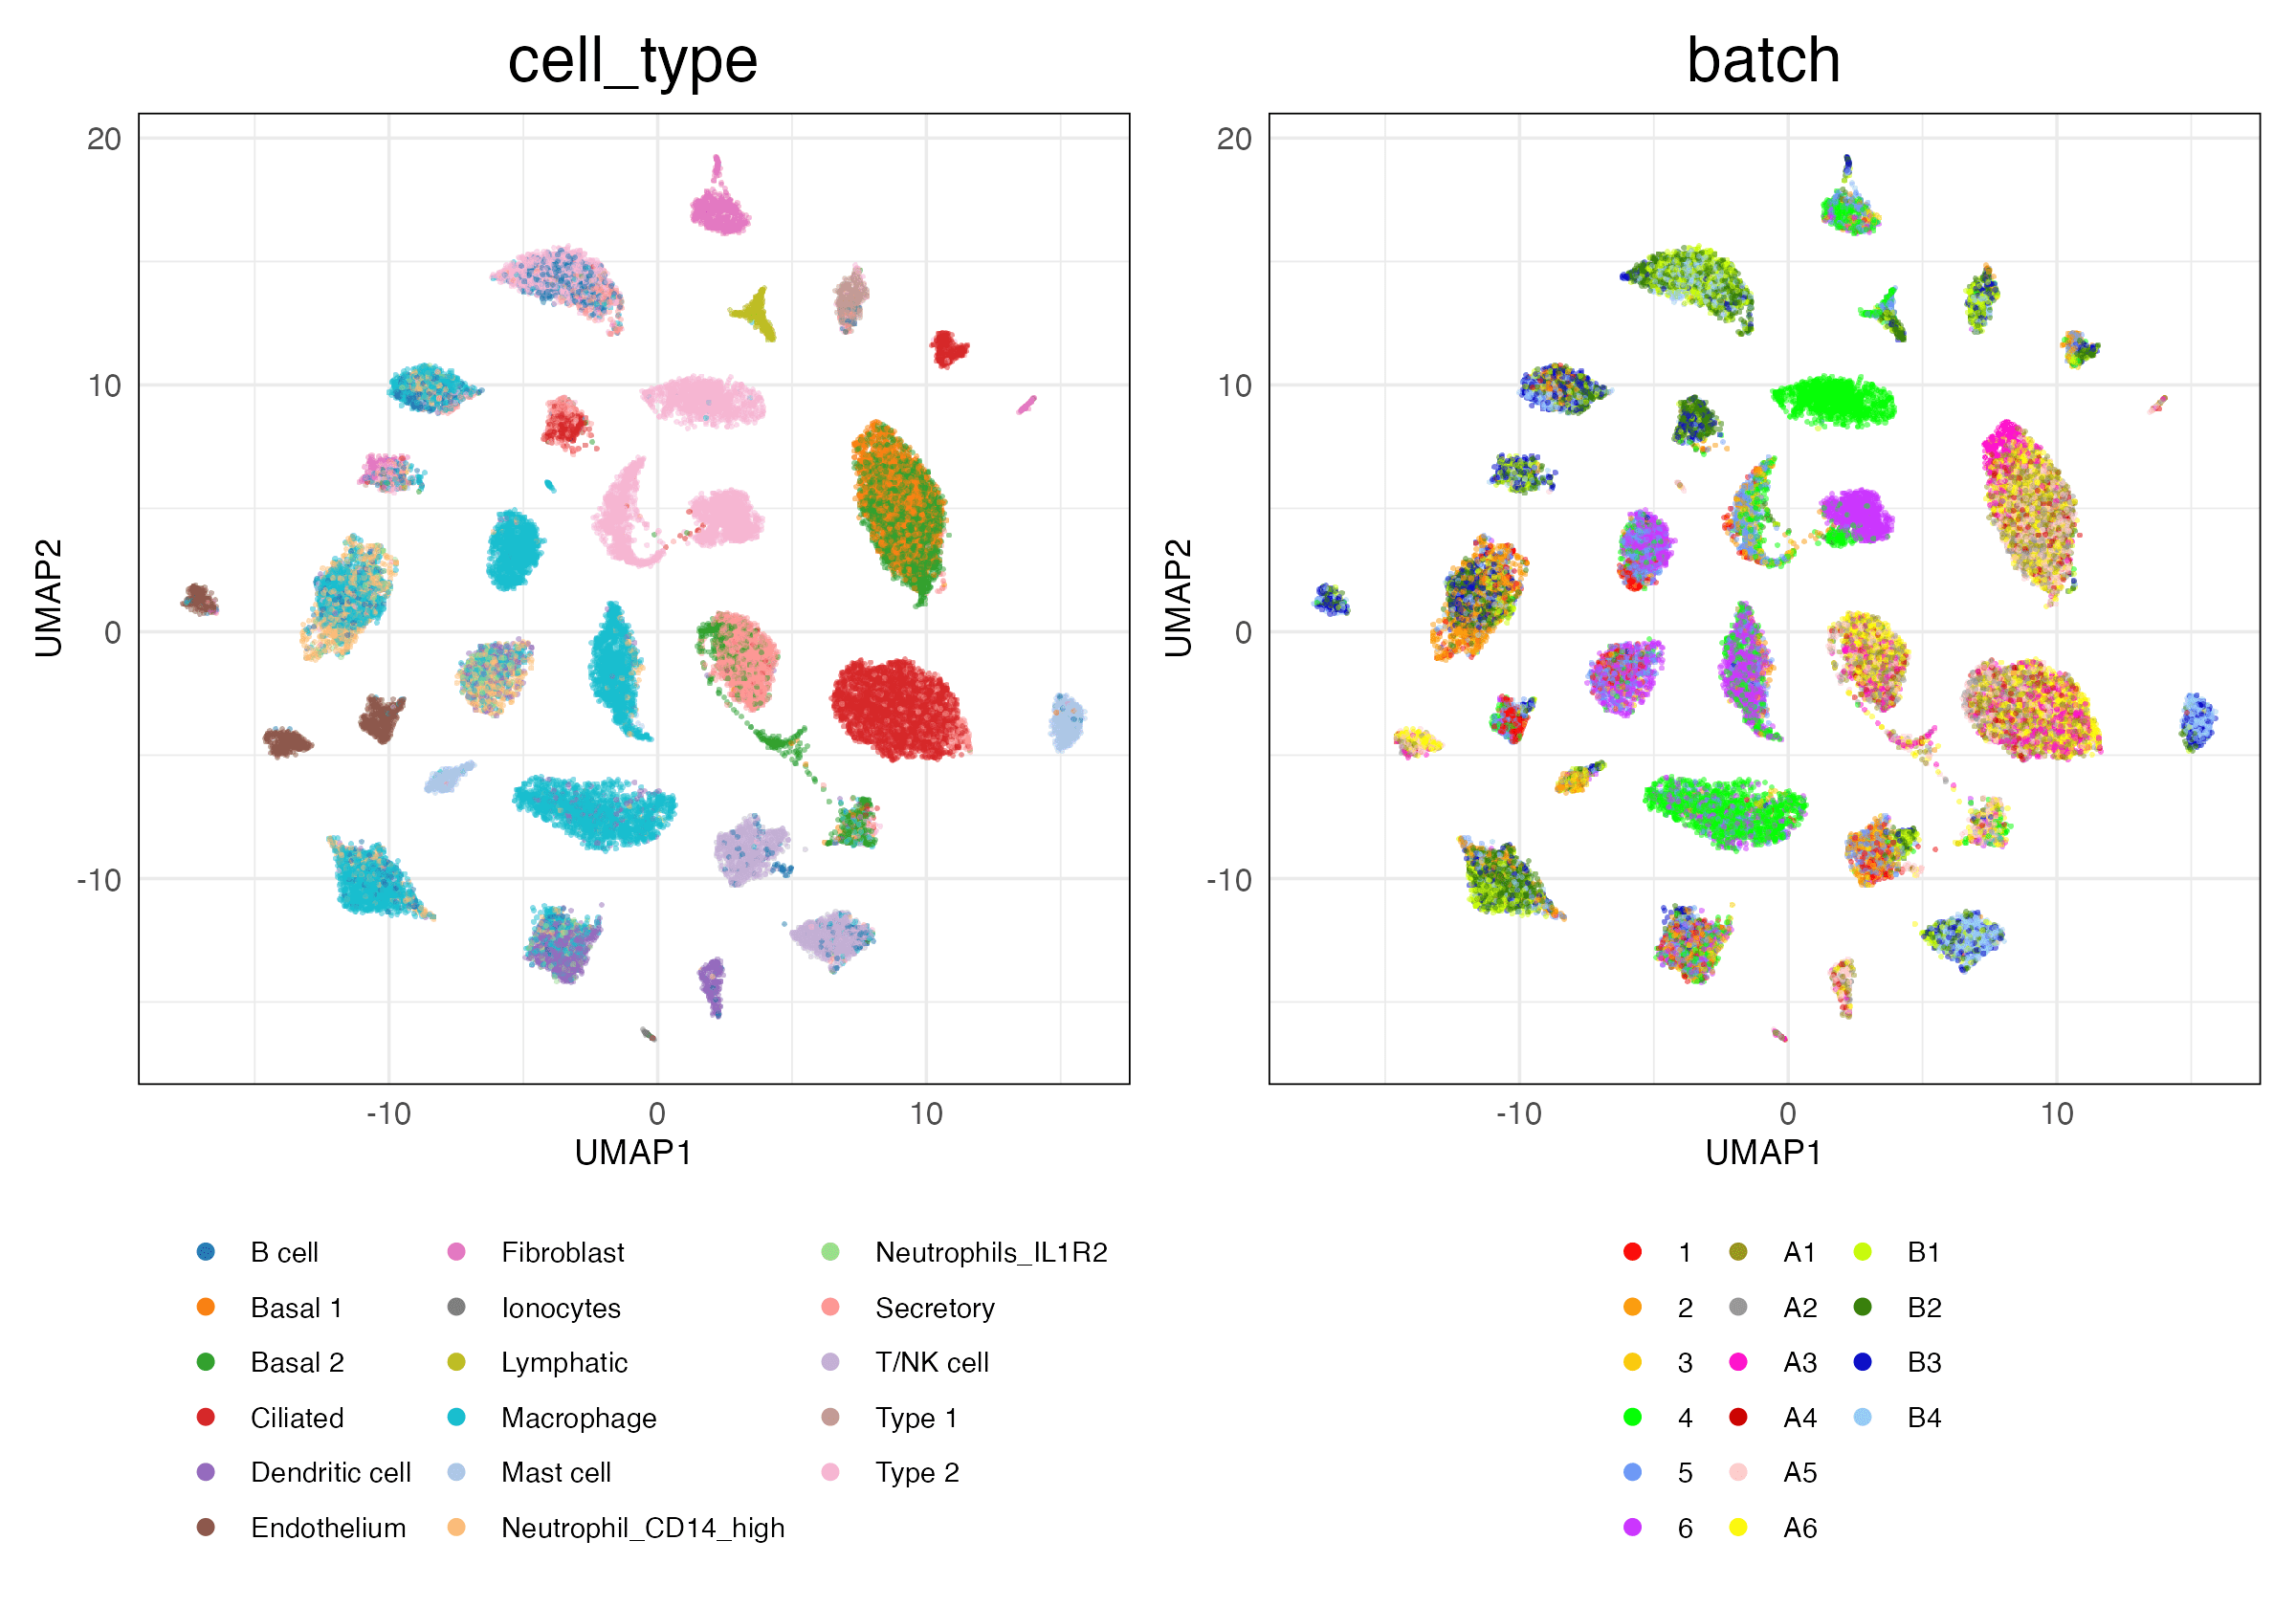 cell_type
batch
20
10
0
-10
UMAP2
-10
0
10
UMAP1
20
10
0
-10
UMAP2
-10
0
10
UMAP1
B cell
Basal 1
Basal 2
Ciliated
Dendritic cell
Endothelium
Fibroblast
Ionocytes
Lymphatic
Macrophage
Mast cell
Neutrophil_CD14_high
Neutrophils_IL1R2
Secretory
T/NK cell
Type 1
Type 2
1
2
3
4
5
6
A1
A2
A3
A4
A5
A6
B1
B2
B3
B4